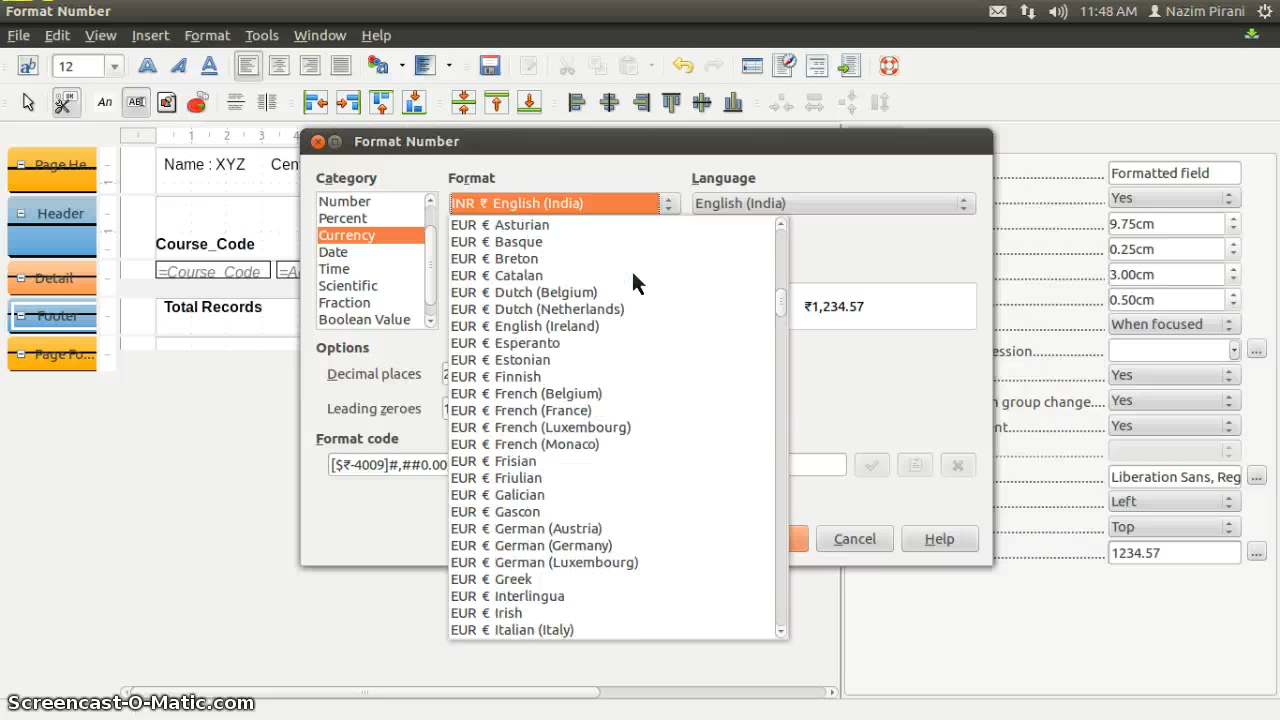 Format Number
11:48 AM
Nazim Pirani
File Edit View Insert Format Tools Window Help
12
Format Number
Page He
Name : XYZ
Header
Course_Code
Detail
=Course_Code
Footer
Total Records
Page Fo...
Category
Number
Percent
Currency
Date
Time
Scientific
Fraction
Boolean Value
Format
INR ₹ English (India)
Language
English (India)
EUR € Asturian
EUR € Basque
EUR € Breton
EUR € Catalan
EUR € Dutch (Belgium)
EUR € Dutch (Netherlands)
EUR € English (Ireland)
EUR € Esperanto
EUR € Estonian
EUR € Finnish
EUR € French (Belgium)
EUR € French (France)
EUR € French (Luxembourg)
EUR € French (Monaco)
EUR € Frisian
EUR € Friulian
EUR € Galician
EUR € Gascon
EUR € German (Austria)
EUR € German (Germany)
EUR € German (Luxembourg)
EUR € Greek
EUR € Interlingua
EUR € Irish
EUR € Italian (Italy)
₹1,234.57
Options
Decimal places
Leading zeroes
Format code
[$₹-4009]#,##0.00
Cancel
Help
Formatted field
Yes
9.75cm
0.25cm
3.00cm
0.50cm
When focused
ession...
Yes
n group change.... Yes
nt... Yes
Liberation Sans, Reg
Left
Top
1234.57
Screencast-O-Matic.com